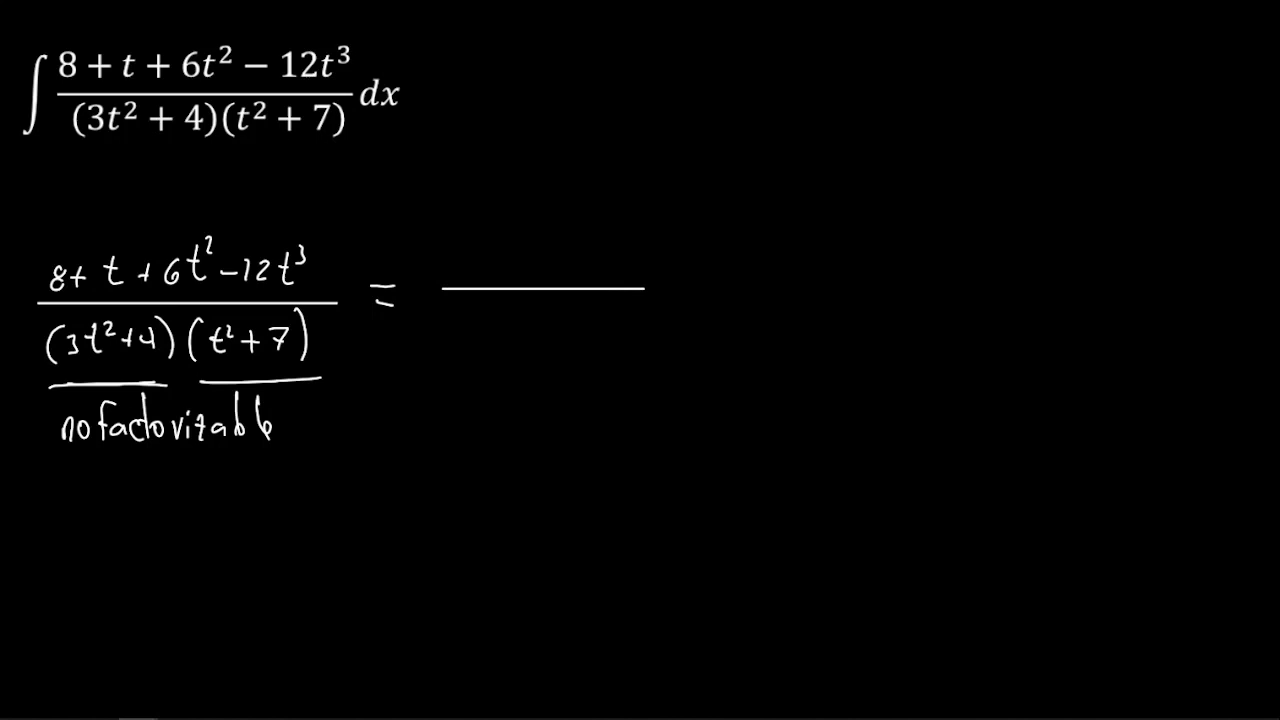 ∫ 8 + t + 6t² − 12t³ / (3t² + 4)(t² + 7) dx
8 + t + 6t² − 12t³ / (3t² + 4)(t² + 7) =
no factorizable